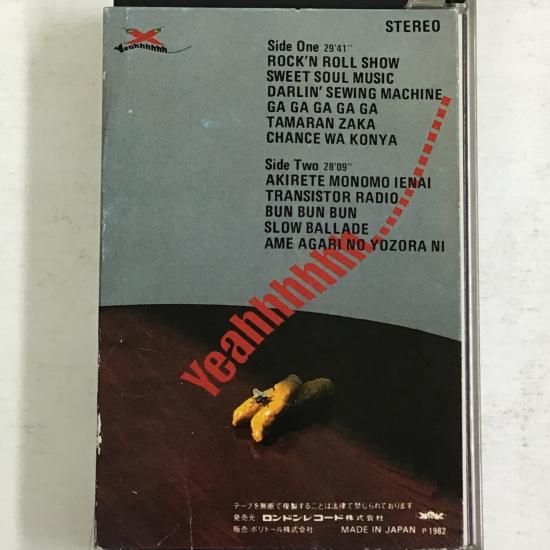 Yeahhhhhh..........
STEREO
Side One 29'41"
ROCK'N ROLL SHOW
SWEET SOUL MUSIC
DARLIN' SEWING MACHINE
GA GA GA GA GA
TAMARAN ZAKA
CHANCE WA KONYA
Side Two 28'09"
AKIRETE MONOMO IENAI
TRANSISTOR RADIO
BUN BUN BUN
SLOW BALLADE
AME AGARI NO YOZORA NI
Yeahhhhhhh..........
テープを無断で複製することは法律で禁じられております
発売元 ロンドンレコード株式会社
販売・ポリドール株式会社 MADE IN JAPAN P1982